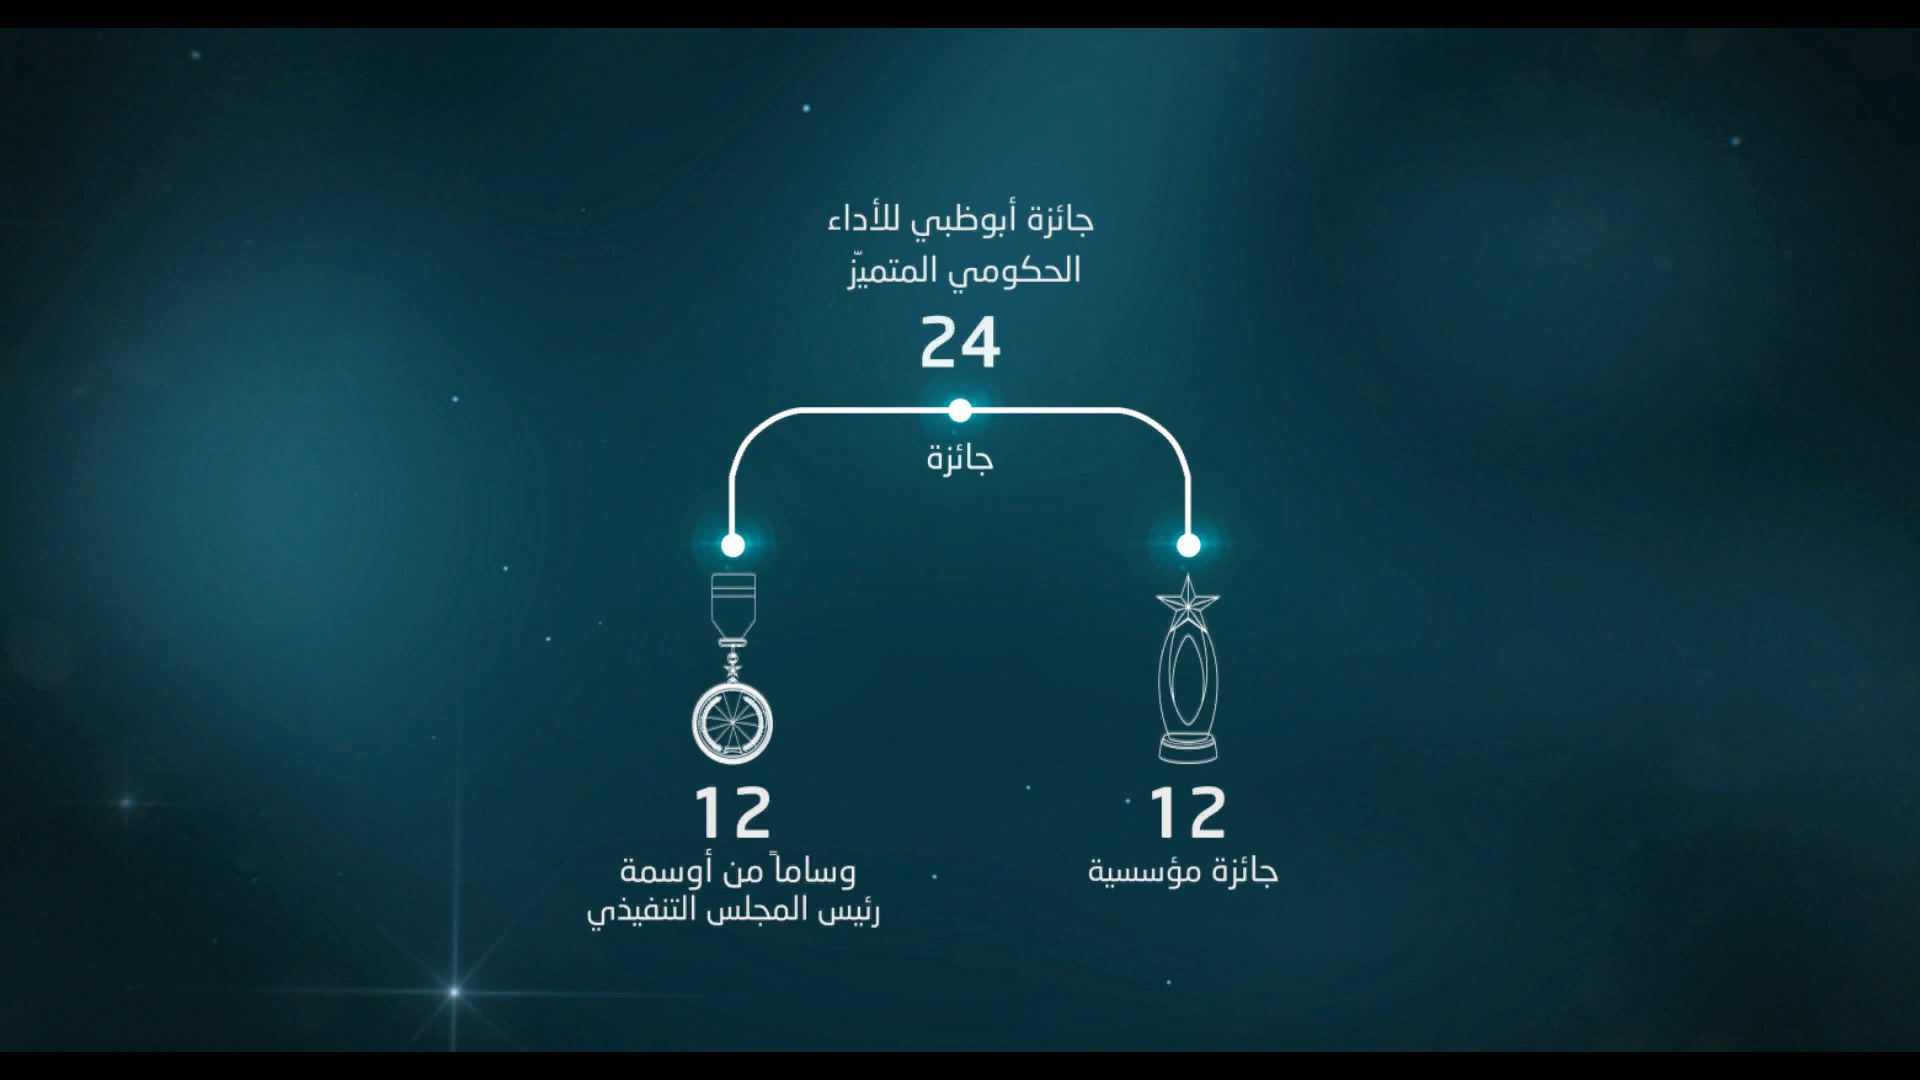 جائزة أبوظبي للأداء
الحكومي المتميّز
24
جائزة
12
جائزة مؤسسية
12
وساماً من أوسمة
رئيس المجلس التنفيذي